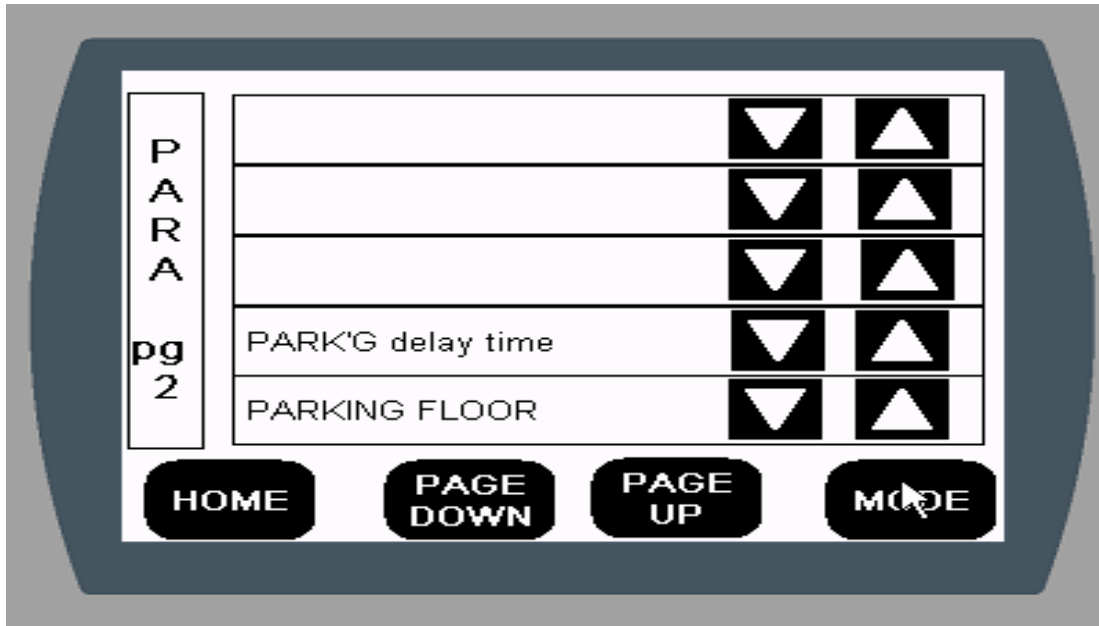 P
A
R
A
pg
2
PARK'G delay time
PARKING FLOOR
HOME
PAGE
DOWN
PAGE
UP
MODE